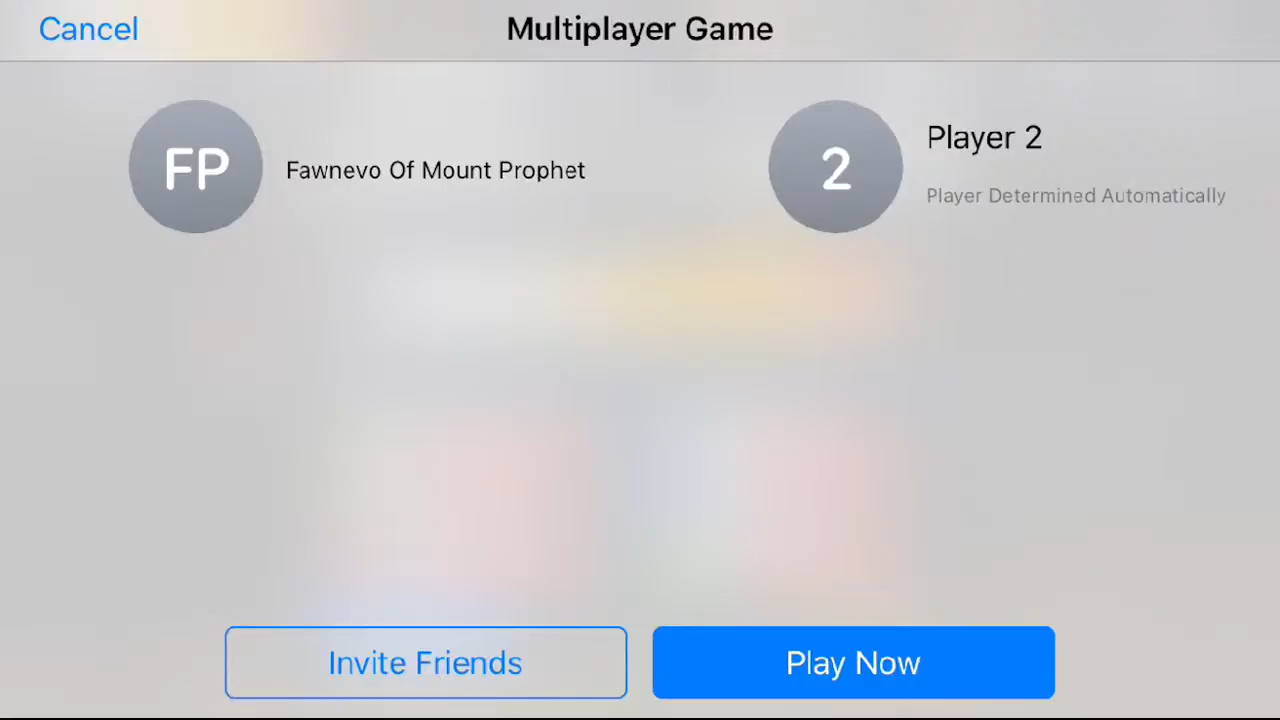 Cancel
Multiplayer Game
FP
Fawnevo Of Mount Prophet
2
Player 2
Player Determined Automatically
Invite Friends
Play Now